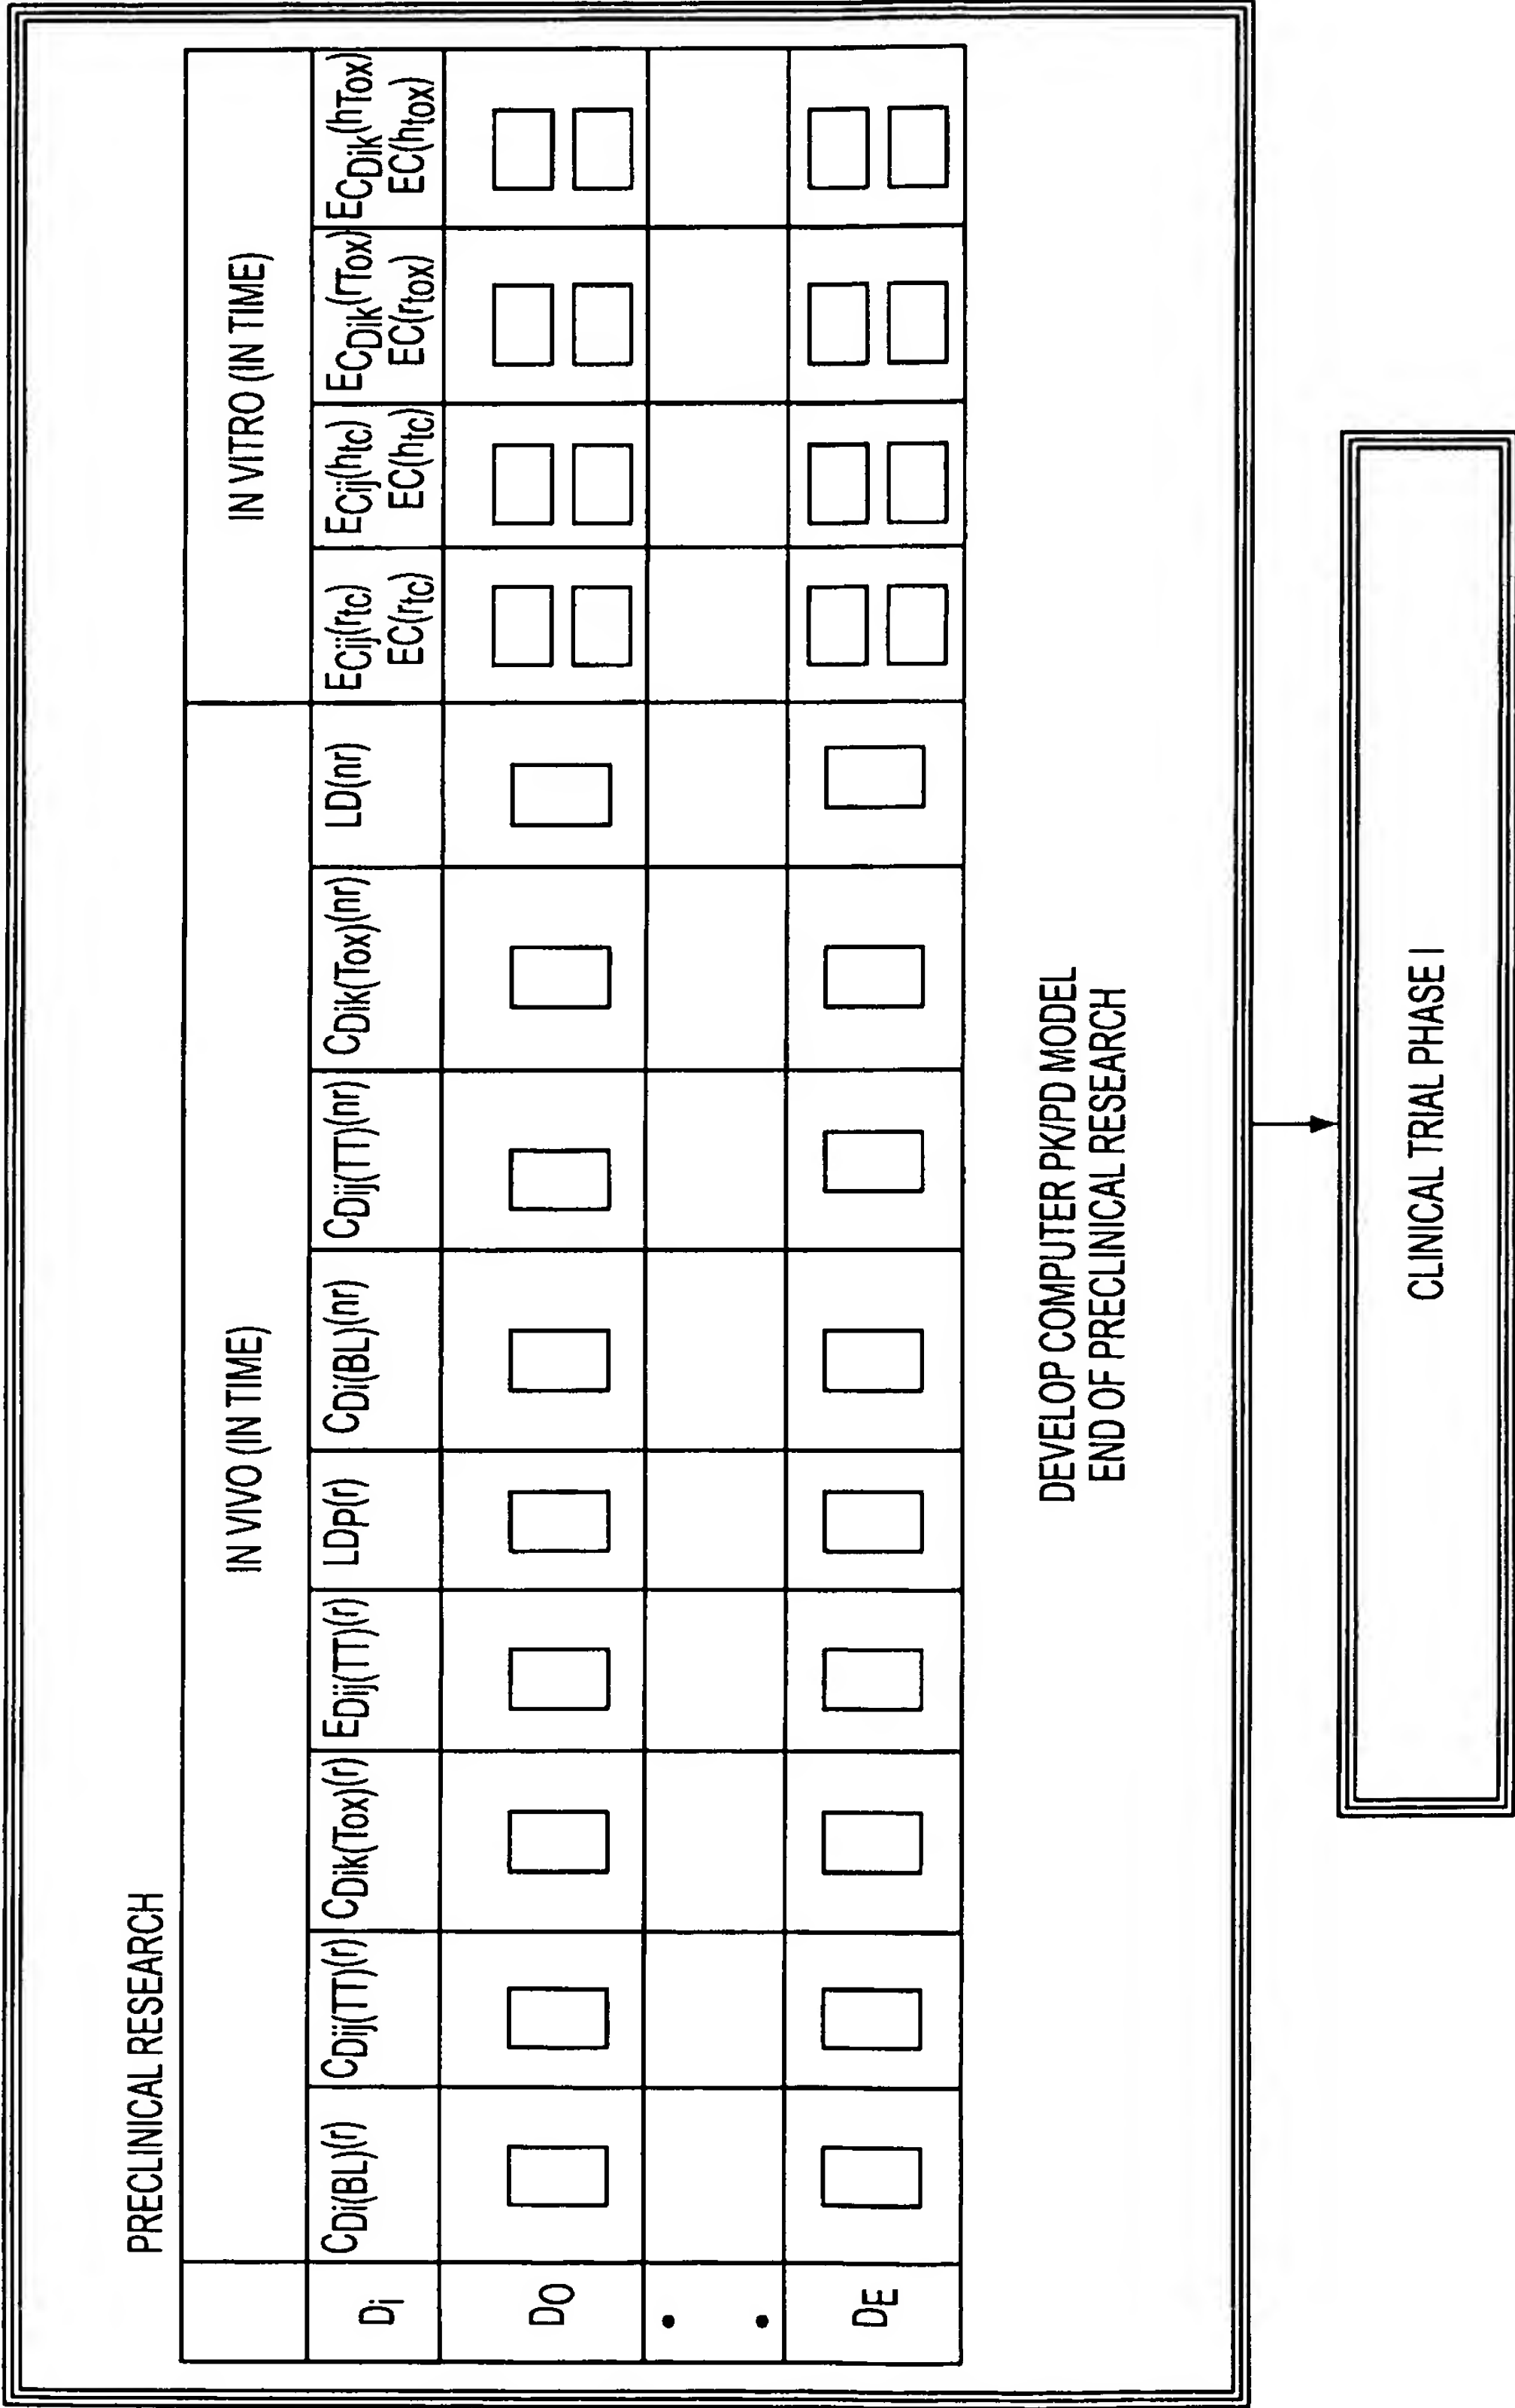 PRECLINICAL RESEARCH
IN VIVO (IN TIME)
IN VITRO (IN TIME)
Di
CDi(BL)(r)
CDij(TT)(r)
CDik(Tox)(r)
EDij(TT)(r)
LDP(r)
CDi(BL)(nr)
CDij(TT)(nr)
CDik(Tox)(nr)
LD(nr)
ECij(rtc)
EC(rtc)
ECij(htc)
EC(htc)
ECDik(rTox)
EC(rtox)
ECDik(hTox)
EC(htox)
DO
• •
DE
DEVELOP COMPUTER PK/PD MODEL
END OF PRECLINICAL RESEARCH
CLINICAL TRIAL PHASE I